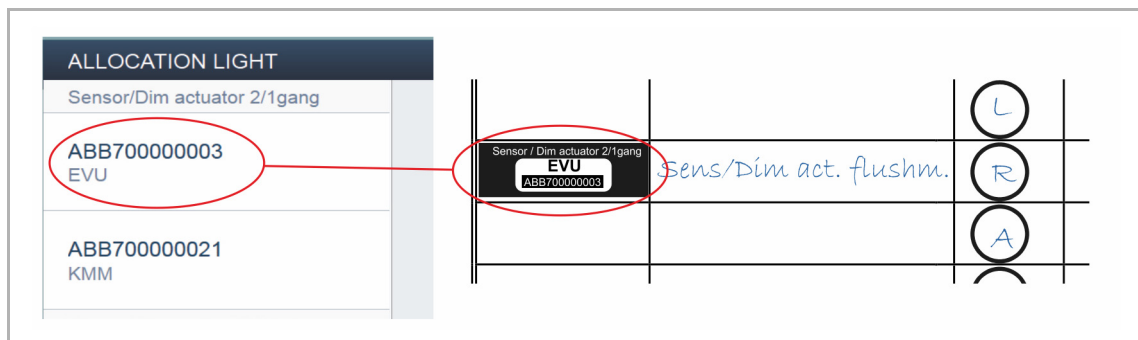 ALLOCATION LIGHT
Sensor/Dim actuator 2/1gang
ABB700000003
EVU
ABB700000021
KMM
L
Sensor / Dim actuator 2/1gang
EVU
ABB700000003
Sens/Dim act. flushm.
R
A